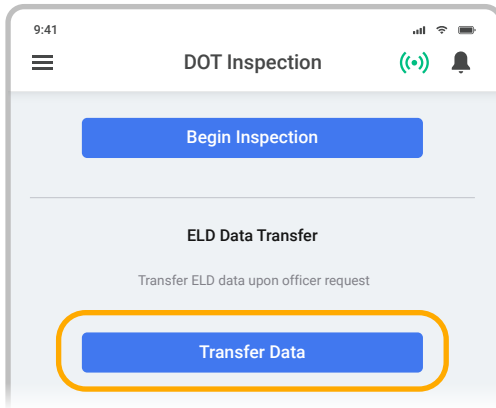 9:41
DOT Inspection
Begin Inspection
ELD Data Transfer
Transfer ELD data upon officer request
Transfer Data